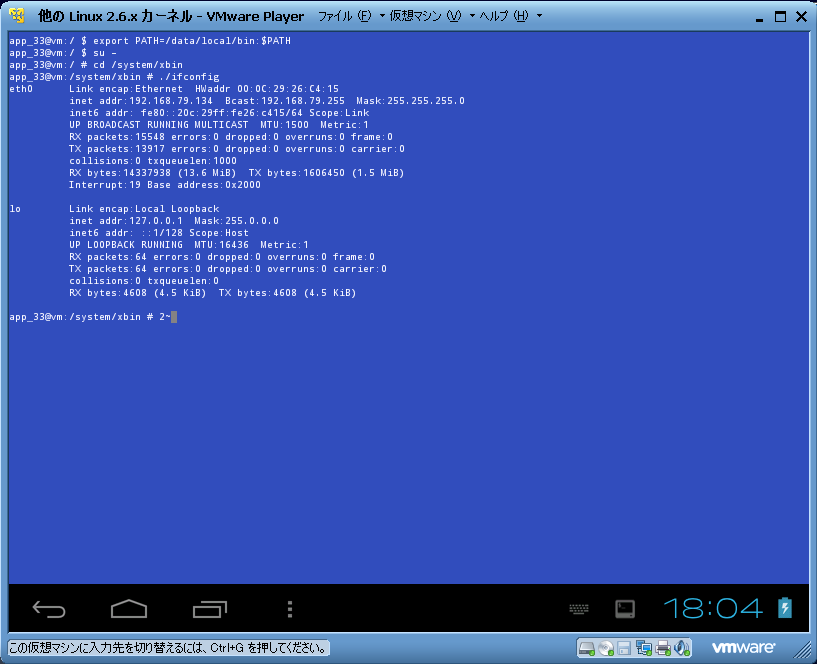 他の Linux 2.6.x カーネル - VMware Player ファイル(F) 仮想マシン(V) ヘルプ(H)
app_33@vm:/ $ export PATH=/data/local/bin:$PATH
app_33@vm:/ $ su -
app_33@vm:/ # cd /system/xbin
app_33@vm:/system/xbin # ./ifconfig
eth0 Link encap:Ethernet HWaddr 00:0C:29:26:C4:15
inet addr:192.168.79.134 Bcast:192.168.79.255 Mask:255.255.255.0
inet6 addr: fe80::20c:29ff:fe26:c415/64 Scope:Link
UP BROADCAST RUNNING MULTICAST MTU:1500 Metric:1
RX packets:15548 errors:0 dropped:0 overruns:0 frame:0
TX packets:13917 errors:0 dropped:0 overruns:0 carrier:0
collisions:0 txqueuelen:1000
RX bytes:14337938 (13.6 MiB) TX bytes:1606450 (1.5 MiB)
Interrupt:19 Base address:0x2000
lo Link encap:Local Loopback
inet addr:127.0.0.1 Mask:255.0.0.0
inet6 addr: ::1/128 Scope:Host
UP LOOPBACK RUNNING MTU:16436 Metric:1
RX packets:64 errors:0 dropped:0 overruns:0 frame:0
TX packets:64 errors:0 dropped:0 overruns:0 carrier:0
collisions:0 txqueuelen:0
RX bytes:4608 (4.5 KiB) TX bytes:4608 (4.5 KiB)
app_33@vm:/system/xbin # 2~
18:04
この仮想マシンに入力先を切り替えるには、Ctrl+G を押してください。 vmware